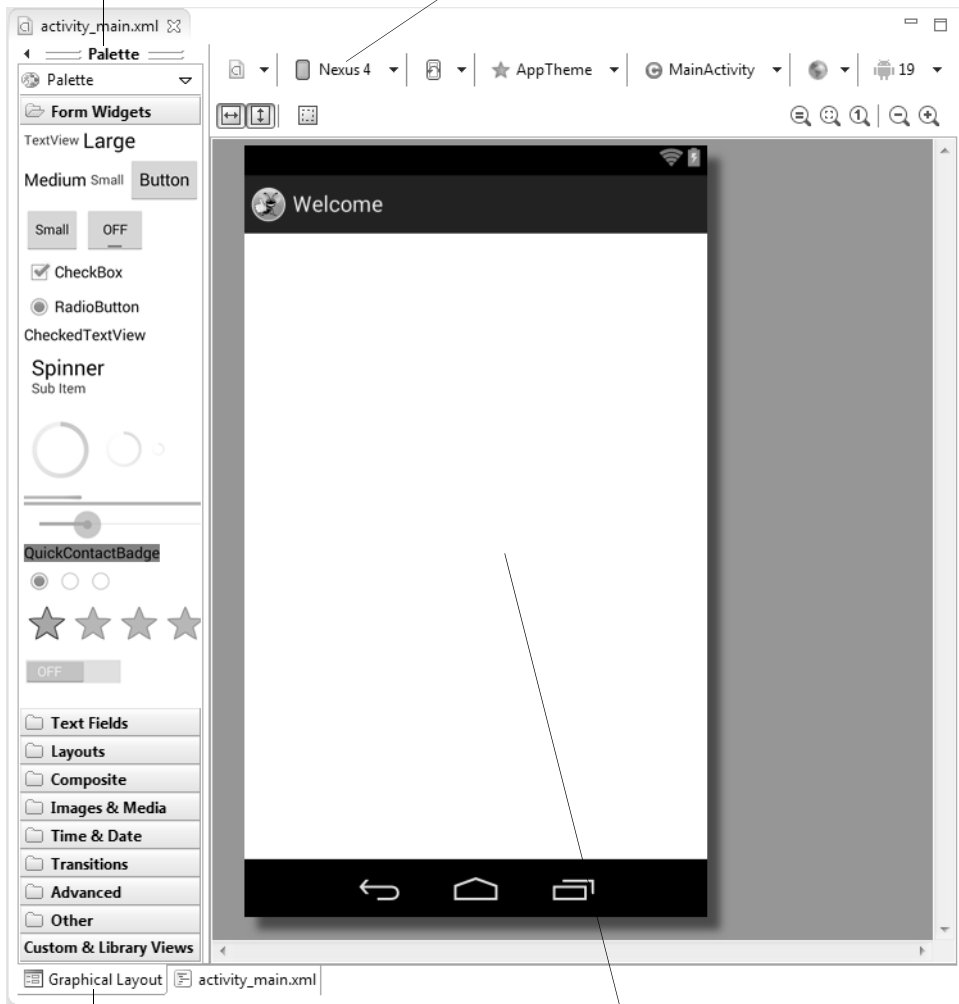 activity_main.xml
Palette
Palette
Nexus 4 AppTheme MainActivity 19
Form Widgets
TextView Large
Medium Small Button
Small OFF
CheckBox
RadioButton
CheckedTextView
Spinner
Sub Item
QuickContactBadge
OFF
Text Fields
Layouts
Composite
Images & Media
Time & Date
Transitions
Advanced
Other
Custom & Library Views
Welcome
Graphical Layout activity_main.xml